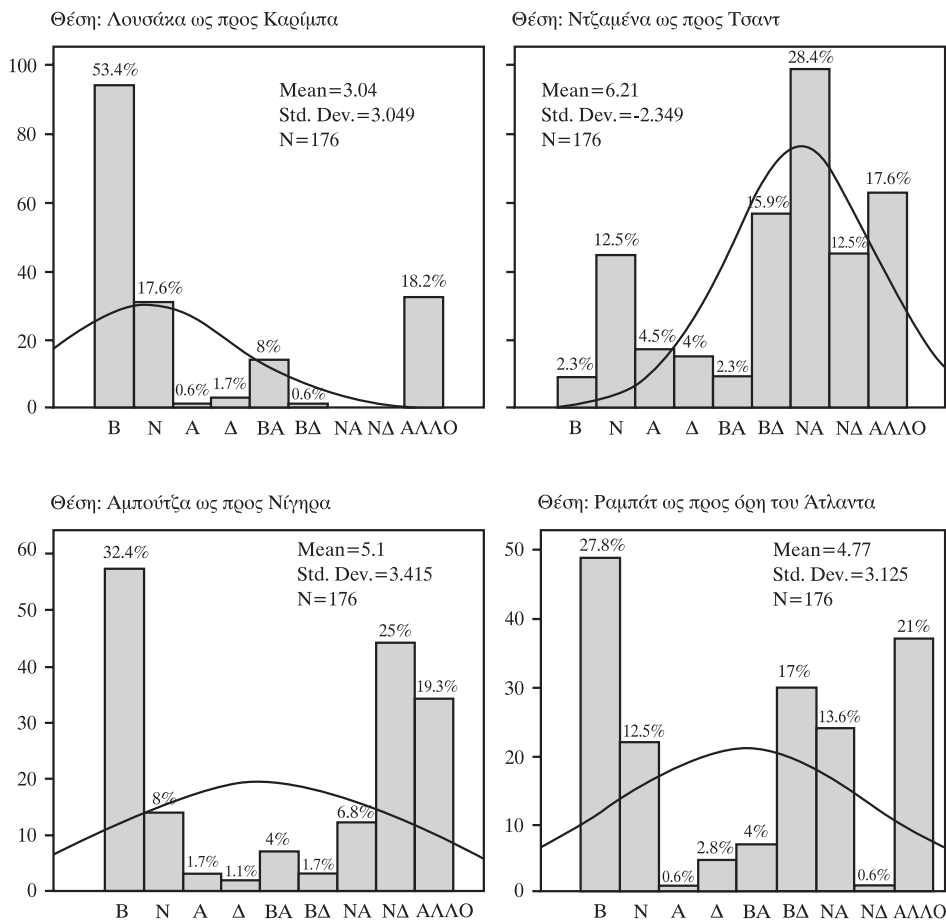 Θέση: Λουσάκα ως προς Καρίμπα
100
80
60
40
20
0
53.4%
17.6%
0.6%
1.7%
8%
0.6%
18.2%
Mean=3.04
Std. Dev.=3.049
N=176
Β Ν Α Δ ΒΑ ΒΔ ΝΑ ΝΔ ΑΛΛΟ
Θέση: Ντζαμένα ως προς Τσαντ
Mean=6.21
Std. Dev.=-2.349
N=176
2.3%
12.5%
4.5%
4%
2.3%
15.9%
28.4%
12.5%
17.6%
Β Ν Α Δ ΒΑ ΒΔ ΝΑ ΝΔ ΑΛΛΟ
Θέση: Αμπούτζα ως προς Νίγηρα
60
50
40
30
20
10
0
32.4%
8%
1.7%
1.1%
4%
1.7%
6.8%
25%
19.3%
Mean=5.1
Std. Dev.=3.415
N=176
Β Ν Α Δ ΒΑ ΒΔ ΝΑ ΝΔ ΑΛΛΟ
Θέση: Ραμπάτ ως προς όρη του Άτλαντα
50
40
30
20
10
0
27.8%
12.5%
0.6%
2.8%
4%
17%
13.6%
0.6%
21%
Mean=4.77
Std. Dev.=3.125
N=176
Β Ν Α Δ ΒΑ ΒΔ ΝΑ ΝΔ ΑΛΛΟ